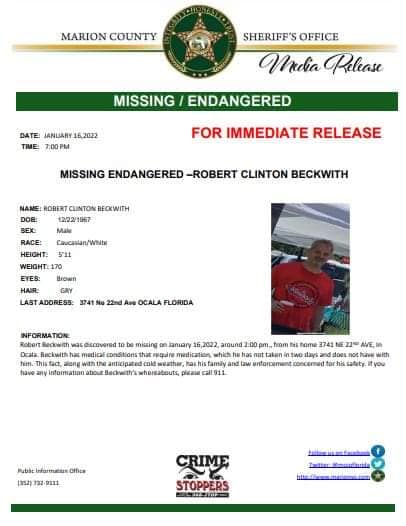 MARION COUNTY
SHERIFF'S OFFICE
Media Release
MISSING / ENDANGERED
DATE: JANUARY 16,2022
FOR IMMEDIATE RELEASE
TIME: 7:00 PM
MISSING ENDANGERED –ROBERT CLINTON BECKWITH
NAME: ROBERT CLINTON BECKWITH
DOB: 12/22/1967
SEX: Male
RACE: Caucasian/White
HEIGHT: 5'11
WEIGHT: 170
EYES: Brown
HAIR: GRY
LAST ADDRESS: 3741 Ne 22nd Ave OCALA FLORIDA
INFORMATION:
Robert Beckwith was discovered to be missing on January 16,2022, around 2:00 pm., from his home 3741 NE 22ND AVE, In
Ocala. Beckwith has medical conditions that require medication, which he has not taken in two days and does not have with
him. This fact, along with the anticipated cold weather, has his family and law enforcement concerned for his safety. If you
have any information about Beckwith's whereabouts, please call 911.
Follow us on Facebook
Twitter: @mcsoflorida
http://www.marionso.com
Public Information Office
(352) 732-9111
CRIME
STOPPERS
368-STOP